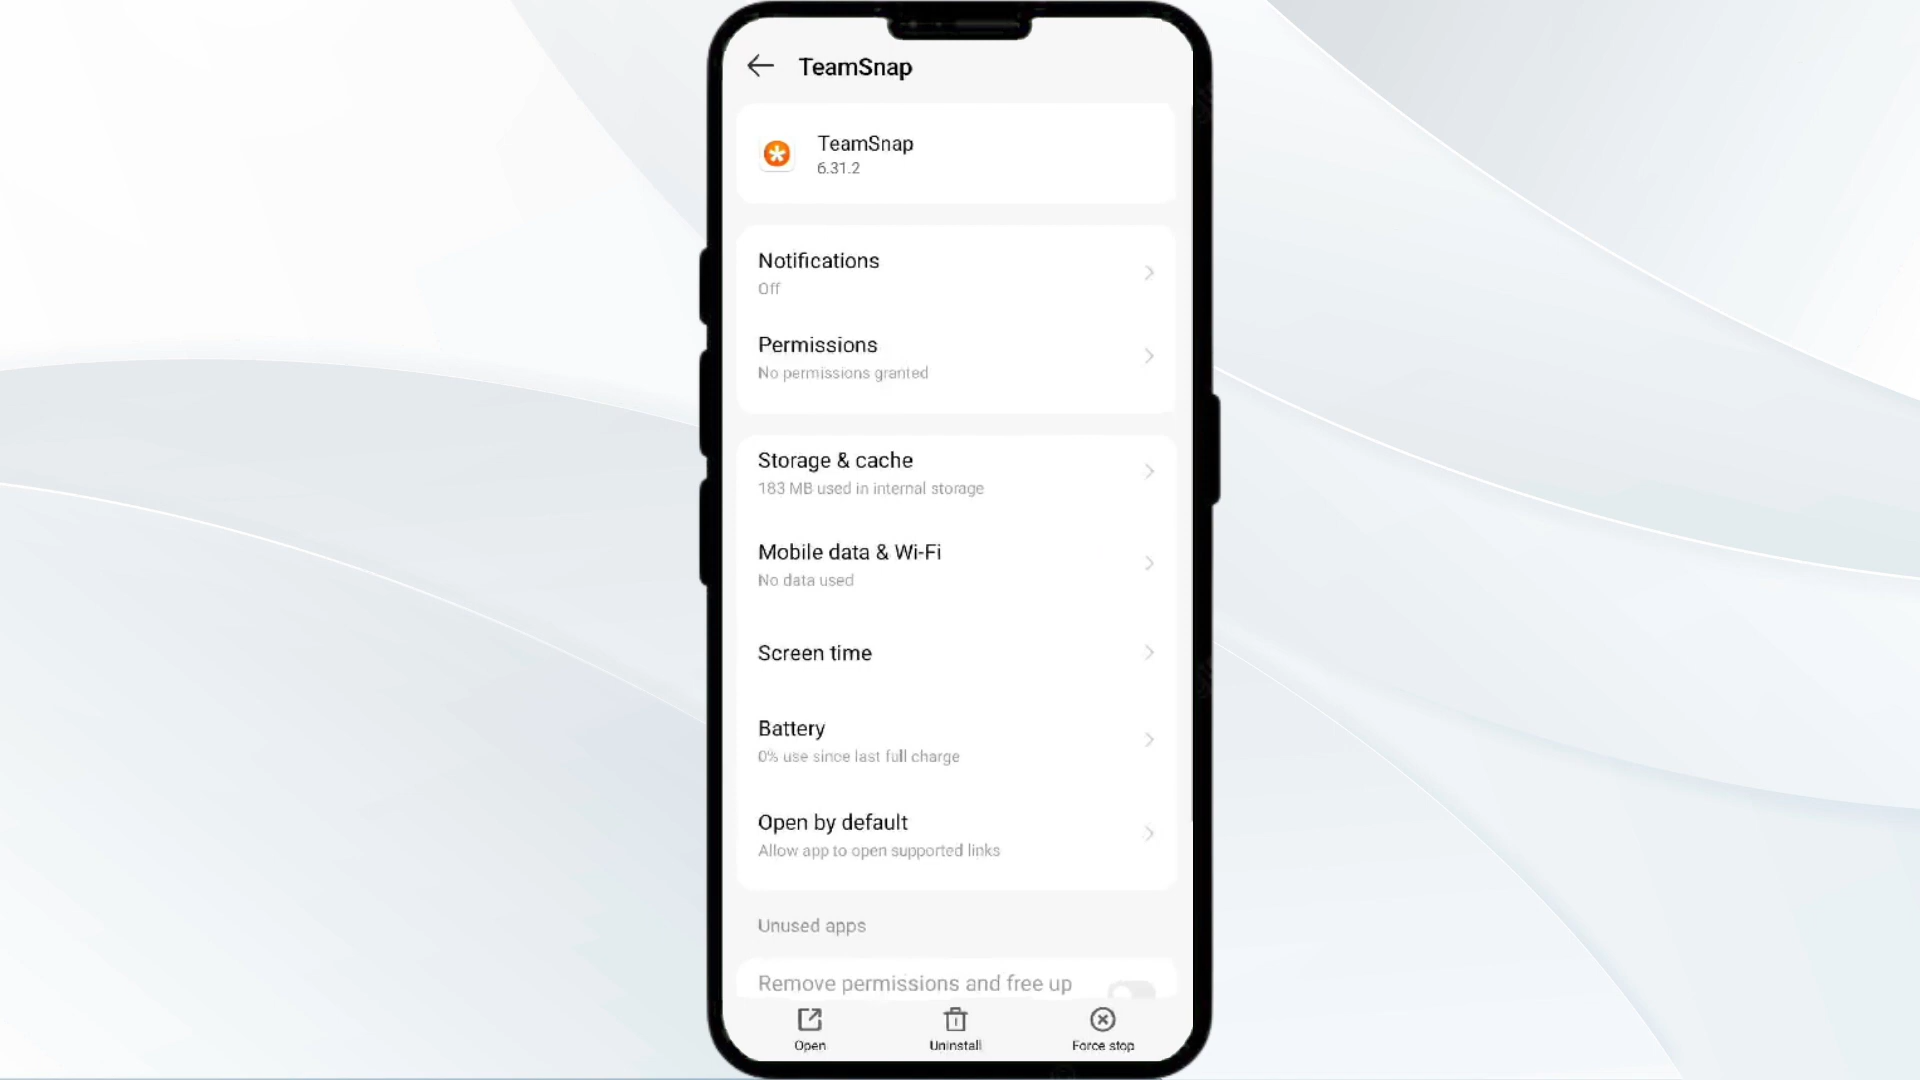 TeamSnap
TeamSnap
6.31.2
Notifications
Off
Permissions
No permissions granted
Storage & cache
183 MB used in internal storage
Mobile data & Wi-Fi
No data used
Screen time
Battery
0% use since last full charge
Open by default
Allow app to open supported links
Unused apps
Remove permissions and free up
Open
Uninstall
Force stop